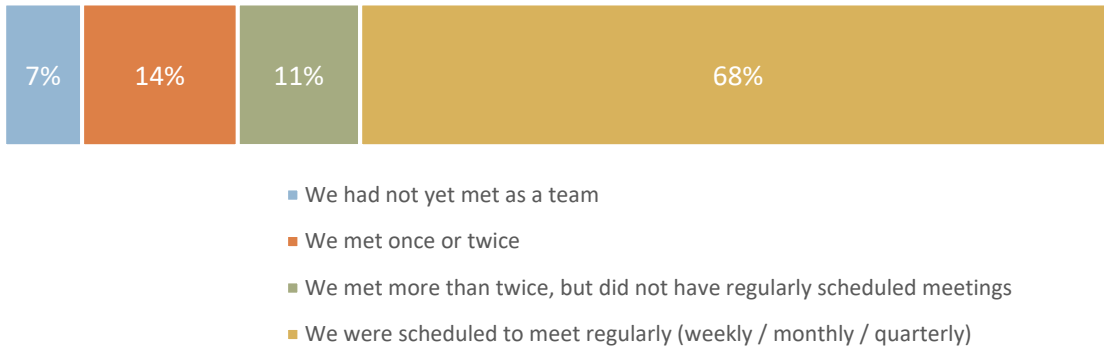 7% 14% 11% 68%
We had not yet met as a team
We met once or twice
We met more than twice, but did not have regularly scheduled meetings
We were scheduled to meet regularly (weekly / monthly / quarterly)